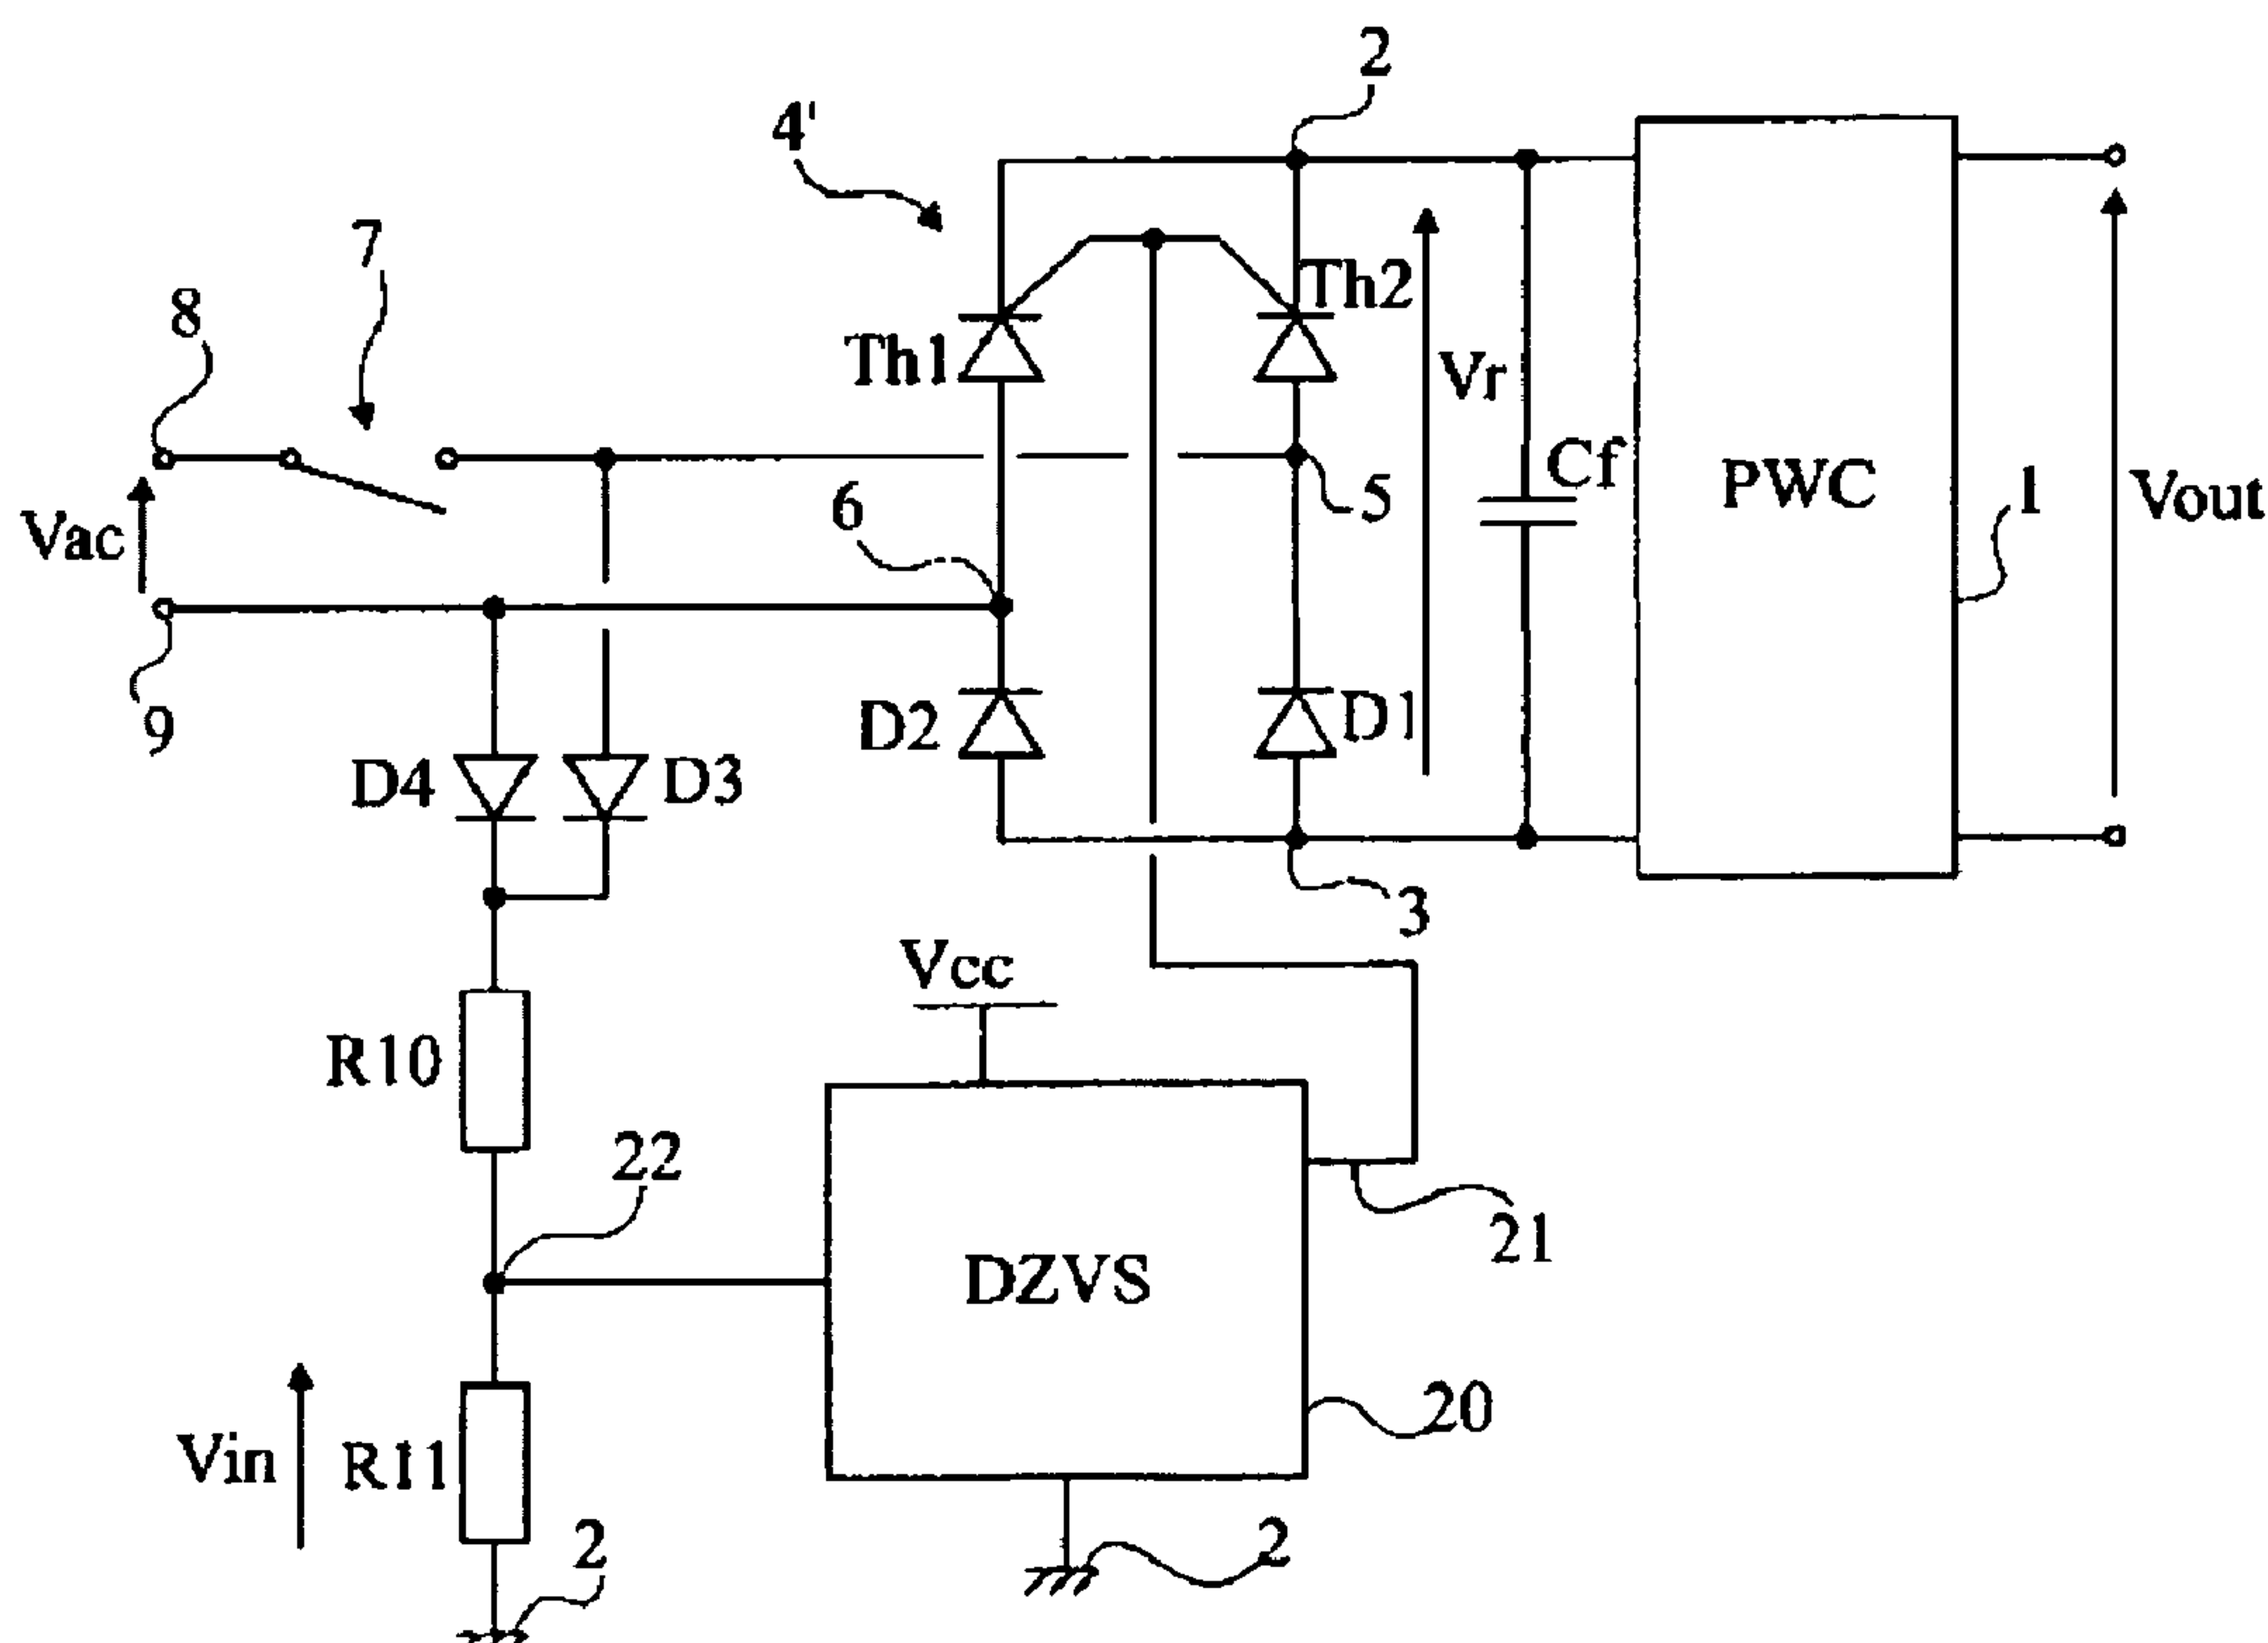 2
4'
7
8
Th2
Th1
Vr
Cf
PWC
Vout
1
5
6
Vac
9
D2
D1
D4
D3
3
Vcc
R10
22
21
DZVS
20
Vin
R11
2
2